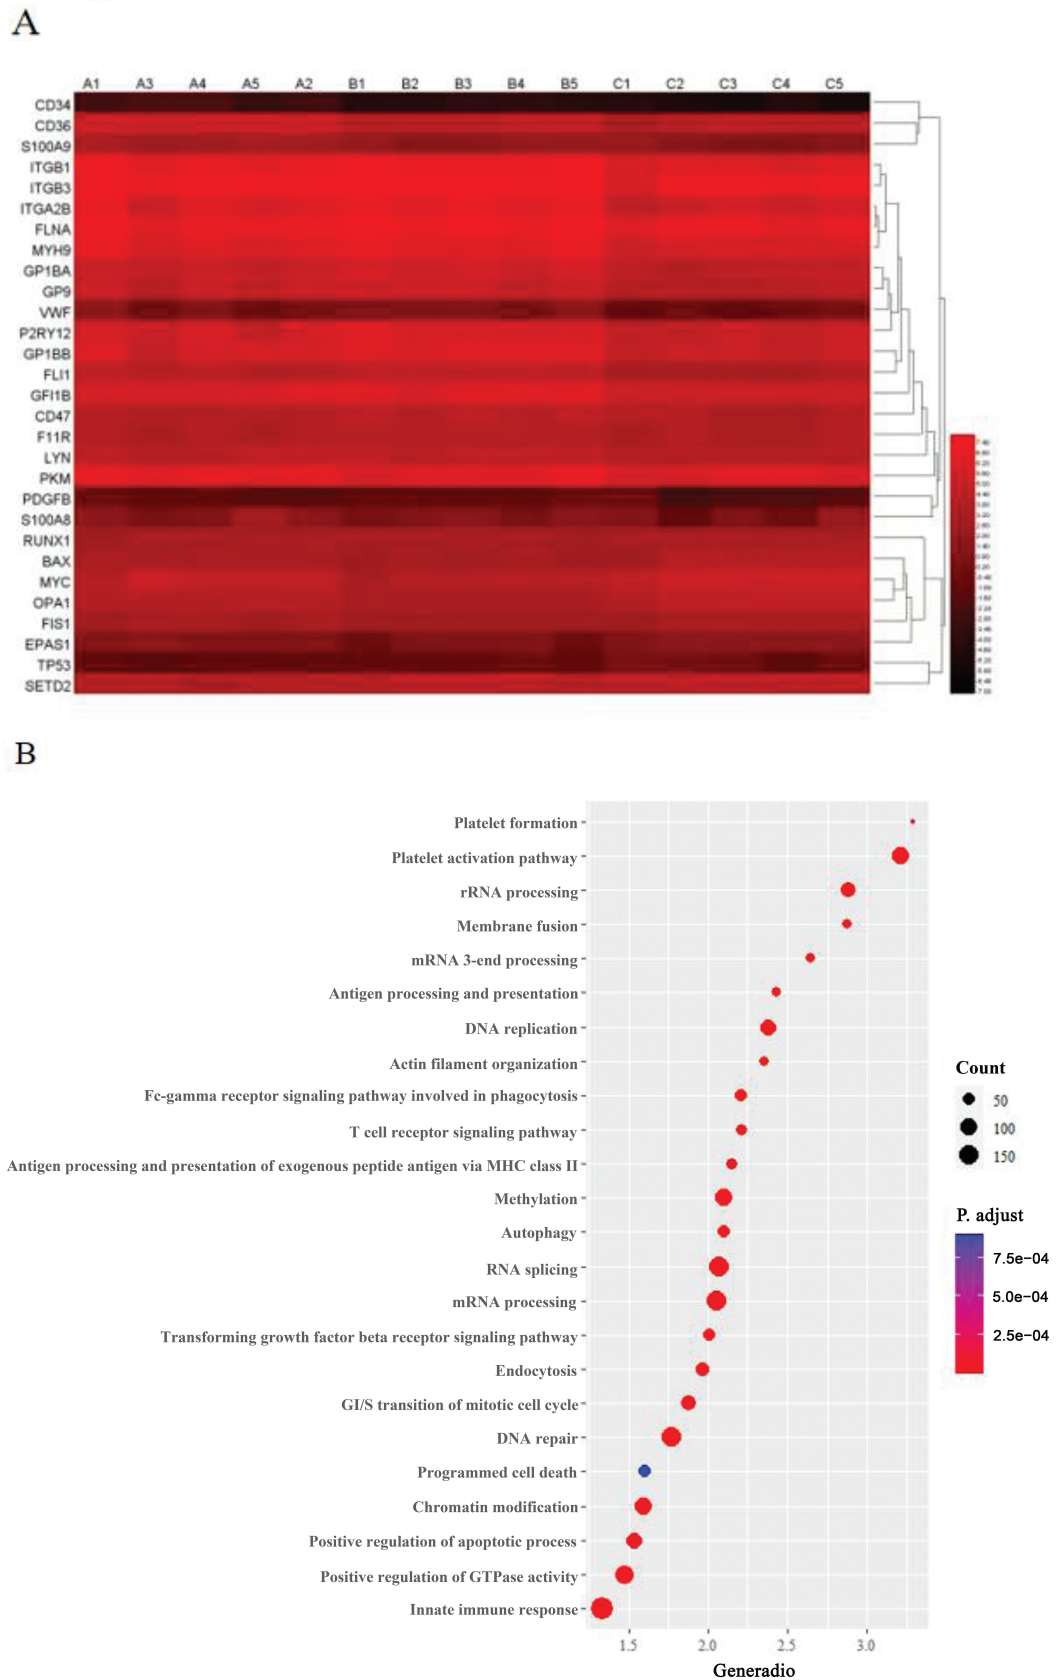 A
A1 A3 A4 A5 A2 B1 B2 B3 B4 B5 C1 C2 C3 C4 C5
CD34
CD36
S100A9
ITGB1
ITGB3
ITGA2B
FLNA
MYH9
GP1BA
GP9
VWF
P2RY12
GP1BB
FLI1
GFI1B
CD47
F11R
LYN
PKM
PDGFB
S100A8
RUNX1
BAX
MYC
OPA1
FIS1
EPAS1
TP53
SETD2
B
Platelet formation
Platelet activation pathway
rRNA processing
Membrane fusion
mRNA 3-end processing
Antigen processing and presentation
DNA replication
Actin filament organization
Fc-gamma receptor signaling pathway involved in phagocytosis
T cell receptor signaling pathway
Antigen processing and presentation of exogenous peptide antigen via MHC class II
Methylation
Autophagy
RNA splicing
mRNA processing
Transforming growth factor beta receptor signaling pathway
Endocytosis
GI/S transition of mitotic cell cycle
DNA repair
Programmed cell death
Chromatin modification
Positive regulation of apoptotic process
Positive regulation of GTPase activity
Innate immune response
1.5 2.0 2.5 3.0
Generadio
Count
50
100
150
P. adjust
7.5e-04
5.0e-04
2.5e-04